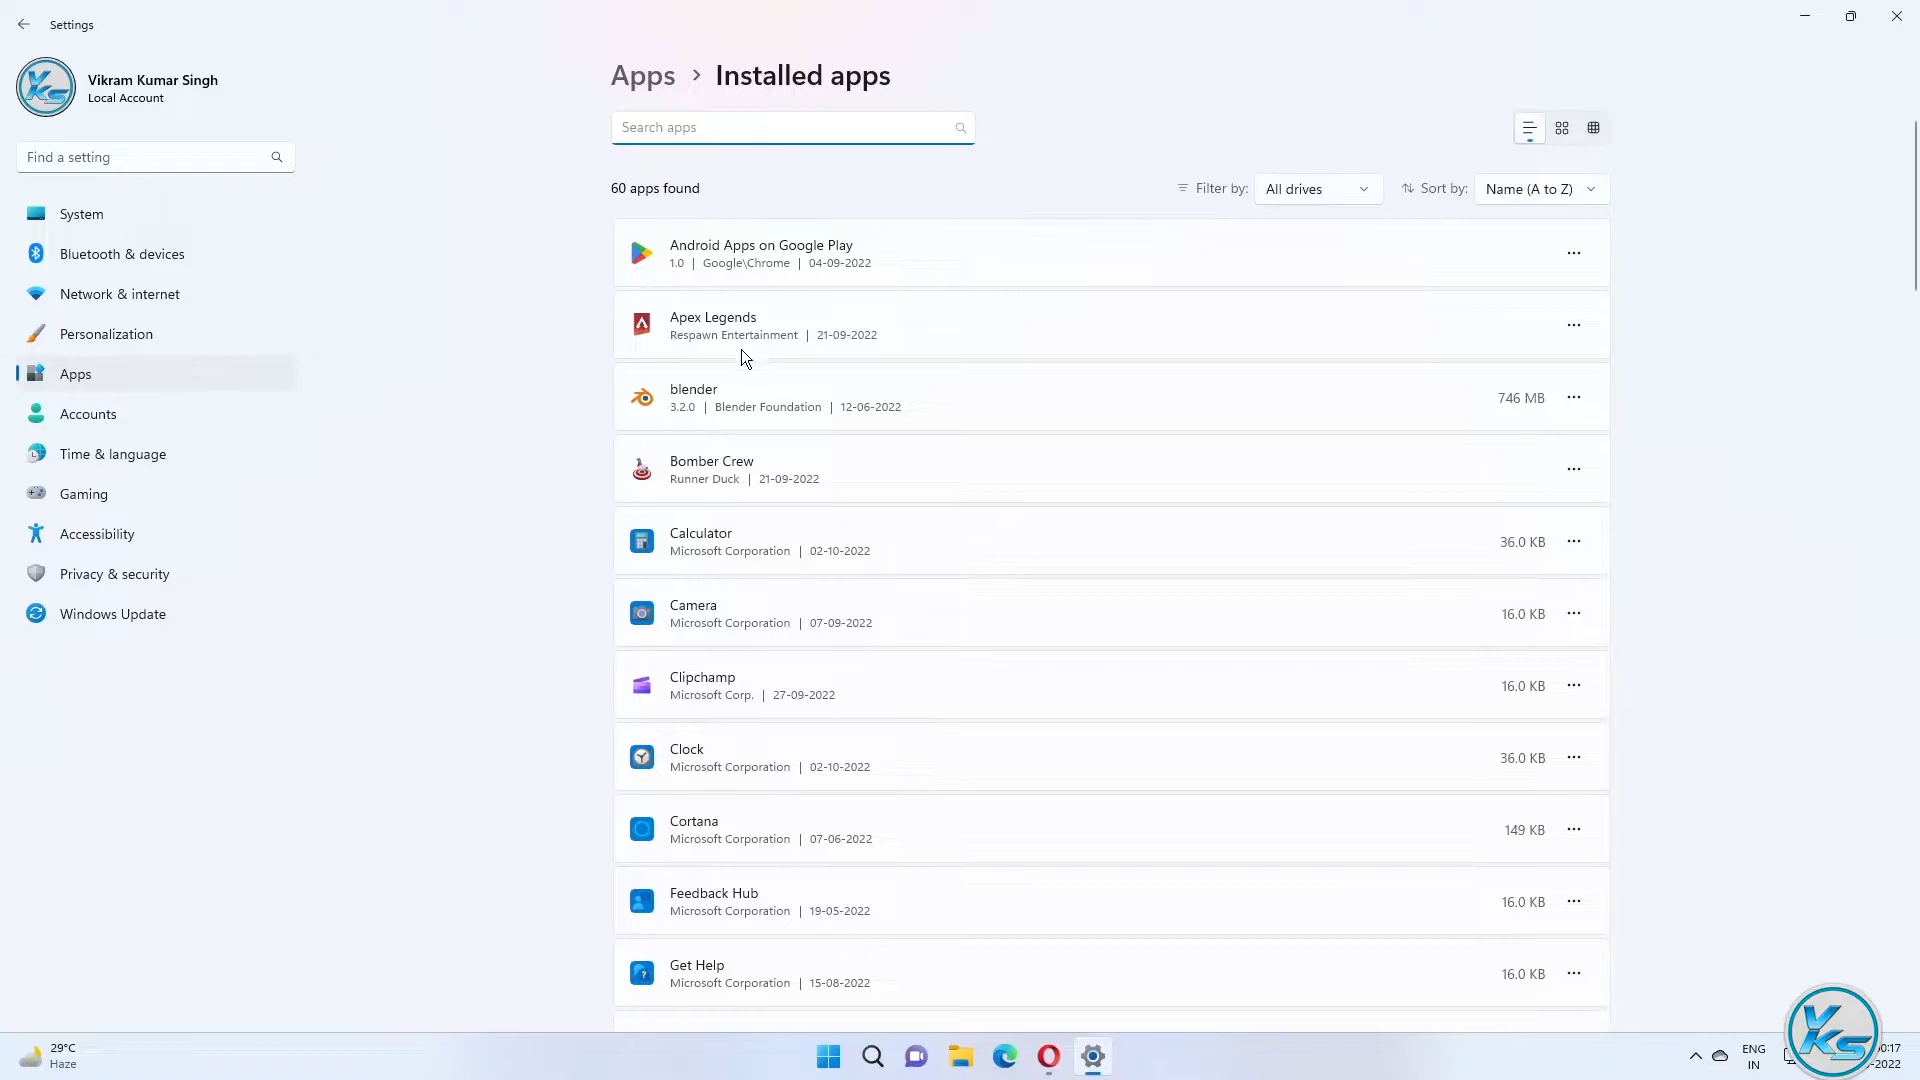 Settings
Vikram Kumar Singh
Local Account
Find a setting
System
Bluetooth & devices
Network & internet
Personalization
Apps
Accounts
Time & language
Gaming
Accessibility
Privacy & security
Windows Update
Apps > Installed apps
Search apps
60 apps found
Filter by: All drives
Sort by: Name (A to Z)
Android Apps on Google Play
1.0 | Google\Chrome | 04-09-2022
Apex Legends
Respawn Entertainment | 21-09-2022
blender
3.2.0 | Blender Foundation | 12-06-2022
746 MB
Bomber Crew
Runner Duck | 21-09-2022
Calculator
Microsoft Corporation | 02-10-2022
36.0 KB
Camera
Microsoft Corporation | 07-09-2022
16.0 KB
Clipchamp
Microsoft Corp. | 27-09-2022
16.0 KB
Clock
Microsoft Corporation | 02-10-2022
36.0 KB
Cortana
Microsoft Corporation | 07-06-2022
149 KB
Feedback Hub
Microsoft Corporation | 19-05-2022
16.0 KB
Get Help
Microsoft Corporation | 15-08-2022
16.0 KB
29°C
Haze
ENG
IN
0:17
-2022